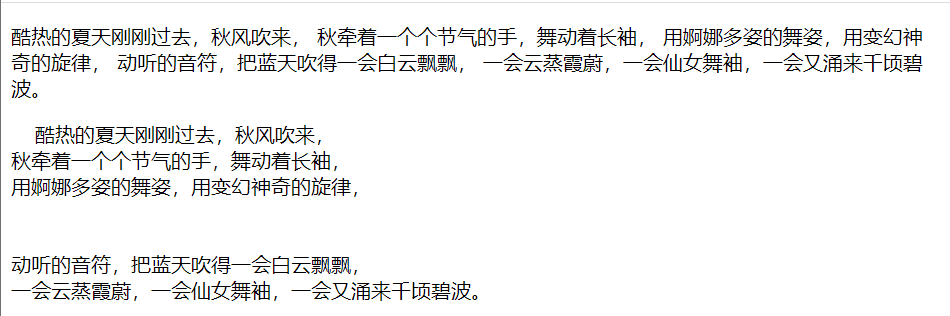 酷热的夏天刚刚过去，秋风吹来， 秋牵着一个个节气的手，舞动着长袖， 用婀娜多姿的舞姿，用变幻神
奇的旋律， 动听的音符，把蓝天吹得一会白云飘飘， 一会云蒸霞蔚，一会仙女舞袖，一会又涌来千顷碧
波。
酷热的夏天刚刚过去，秋风吹来，
秋牵着一个个节气的手，舞动着长袖，
用婀娜多姿的舞姿，用变幻神奇的旋律，
动听的音符，把蓝天吹得一会白云飘飘，
一会云蒸霞蔚，一会仙女舞袖，一会又涌来千顷碧波。